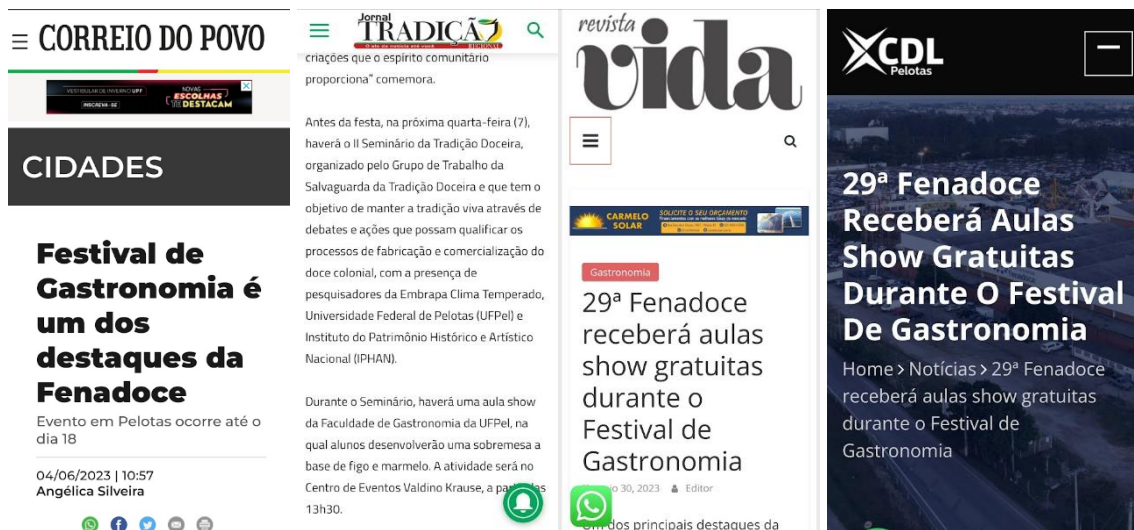 CORREIO DO POVO
VESTIBULAR DE INVERNO UPF
INSCREVA-SE
NOVAS
ESCOLHAS
TE DESTACAM
CIDADES
Festival de
Gastronomia é
um dos
destaques da
Fenadoce
Evento em Pelotas ocorre até o
dia 18
04/06/2023 | 10:57
Angélica Silveira
Jornal
TRADIÇÃO
REGIONAL
criações que o espírito comunitário
proporciona" comemora.
Antes da festa, na próxima quarta-feira (7),
haverá o II Seminário da Tradição Doceira,
organizado pelo Grupo de Trabalho da
Salvaguarda da Tradição Doceira e que tem o
objetivo de manter a tradição viva através de
debates e ações que possam qualificar os
processos de fabricação e comercialização do
doce colonial, com a presença de
pesquisadores da Embrapa Clima Temperado,
Universidade Federal de Pelotas (UFPel) e
Instituto do Patrimônio Histórico e Artístico
Nacional (IPHAN).
Durante o Seminário, haverá uma aula show
da Faculdade de Gastronomia da UFPel, na
qual alunos desenvolverão uma sobremesa a
base de figo e marmelo. A atividade será no
Centro de Eventos Valdino Krause, a
13h30.
revista
vida
CARMELO
SOLAR
SOLICITE O SEU ORÇAMENTO
Gastronomia
29ª Fenadoce
receberá aulas
show gratuitas
durante o
Festival de
Gastronomia
30, 2023 Editor
dos principais destaques da
CDL
Pelotas
29ª Fenadoce
Receberá Aulas
Show Gratuitas
Durante O Festival
De Gastronomia
Home > Notícias > 29ª Fenadoce
receberá aulas show gratuitas
durante o Festival de
Gastronomia